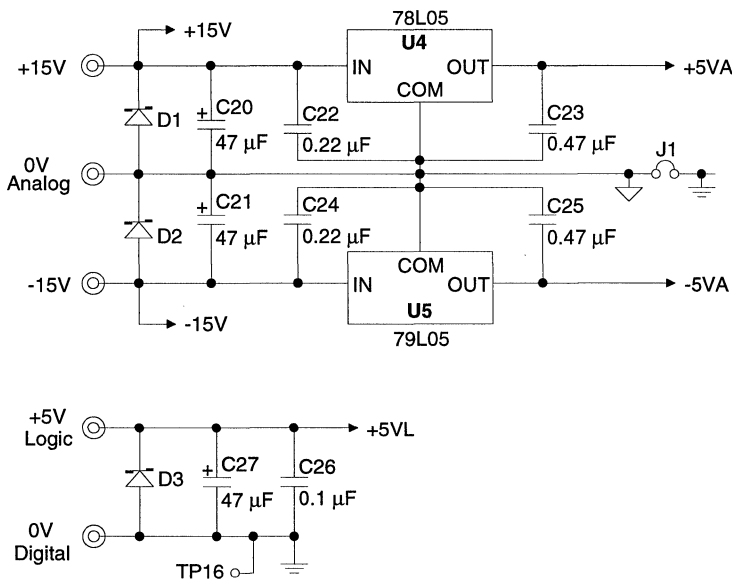 78L05
+15V
U4
+15V
IN
OUT
+5VA
COM
+
C20
C22
C23
D1
47 µF
0.22 µF
0.47 µF
0V
Analog
J1
+
C21
C24
C25
D2
47 µF
0.22 µF
0.47 µF
COM
-15V
IN
OUT
-5VA
U5
-15V
79L05
+5V
Logic
+5VL
+
C27
C26
D3
47 µF
0.1 µF
0V
Digital
TP16